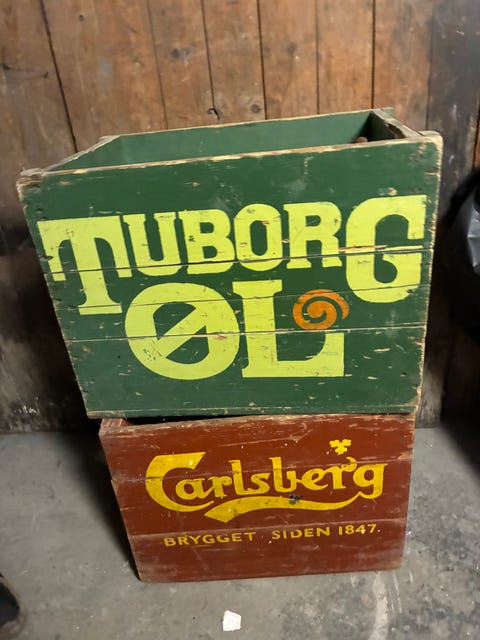 TUBORG
ØL
Carlsberg
BRYGGET SIDEN 1847.